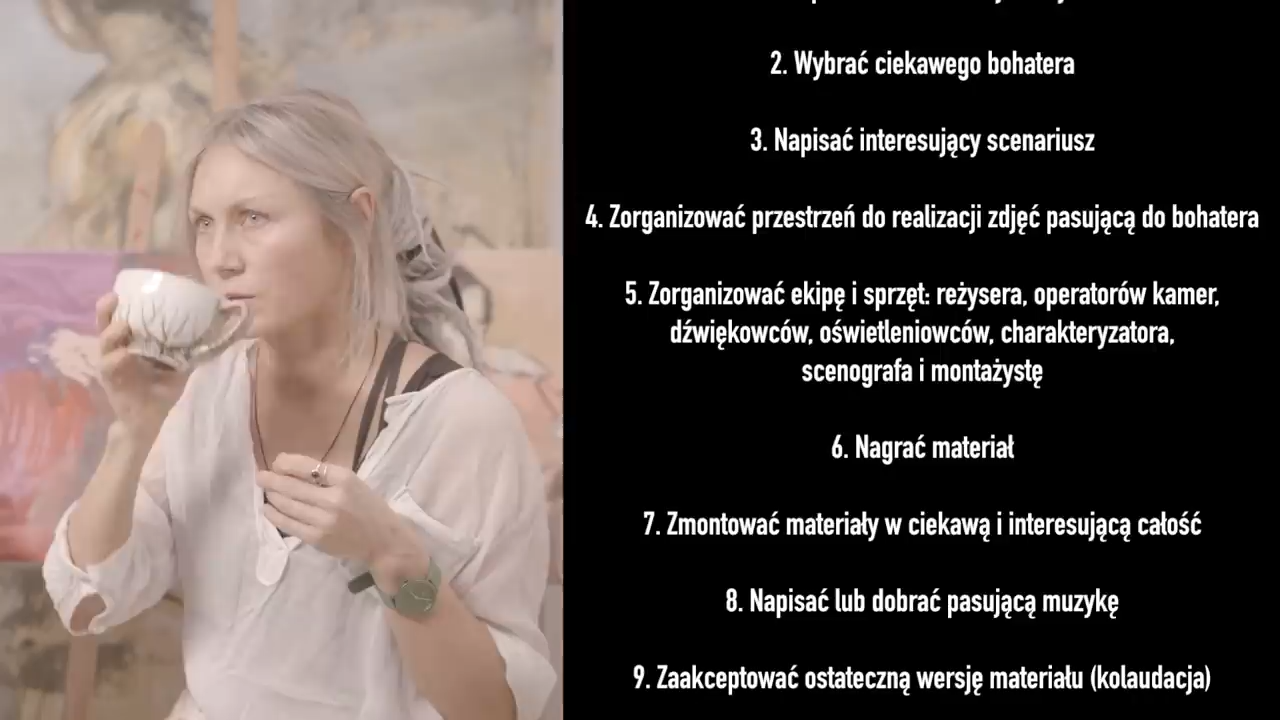 2. Wybrać ciekawego bohatera
3. Napisać interesujący scenariusz
4. Zorganizować przestrzeń do realizacji zdjęć pasującą do bohatera
5. Zorganizować ekipę i sprzęt: reżysera, operatorów kamer,
dźwiękowców, oświetleniowców, charakteryzatora,
scenografa i montażystę
6. Nagrać materiał
7. Zmontować materiały w ciekawą i interesującą całość
8. Napisać lub dobrać pasującą muzykę
9. Zaakceptować ostateczną wersję materiału (kolaudacja)